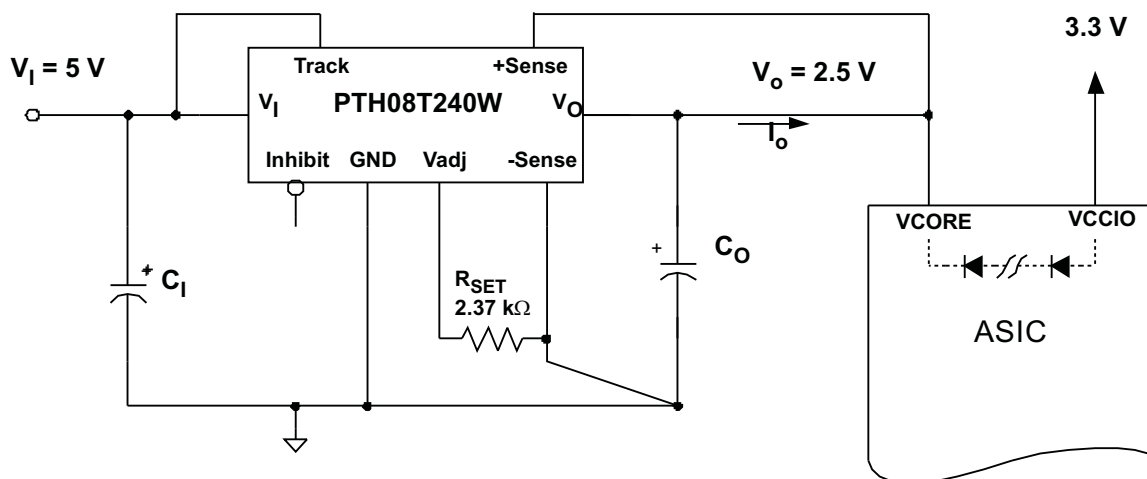 3.3 V
V_I = 5 V
Track
+Sense
V_o = 2.5 V
V_I
PTH08T240W
V_O
I_o
Inhibit
GND
Vadj
-Sense
VCORE
VCCIO
+
C_I
+
C_O
R_SET
2.37 kΩ
ASIC